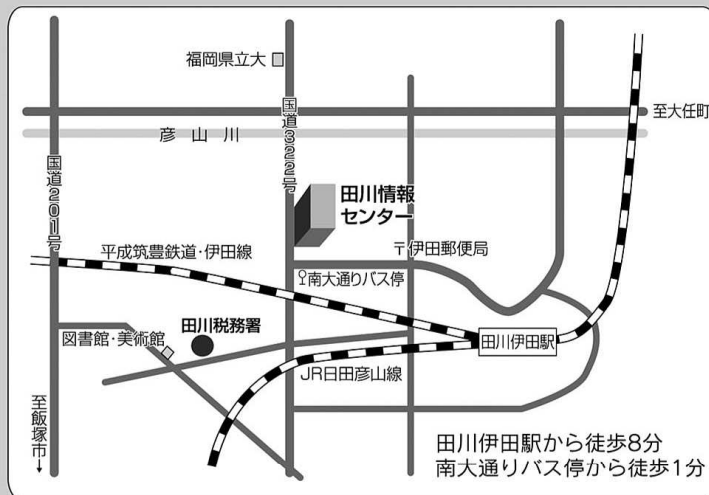 福岡県立大
国道322号
至大任町
彦山川
国道201号
田川情報
センター
平成筑豊鉄道・伊田線
〒伊田郵便局
南大通りバス停
田川税務署
図書館・美術館
田川伊田駅
JR日田彦山線
至飯塚市
田川伊田駅から徒歩8分
南大通りバス停から徒歩1分